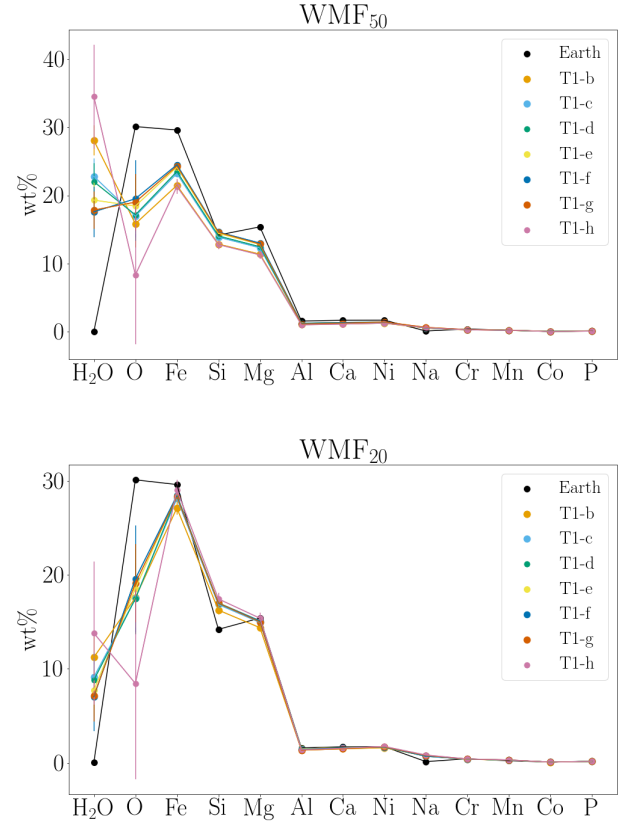 WMF₅₀
wt%
40
30
20
10
0
Earth
T1-b
T1-c
T1-d
T1-e
T1-f
T1-g
T1-h
H₂O O Fe Si Mg Al Ca Ni Na Cr Mn Co P
WMF₂₀
wt%
30
20
10
0
Earth
T1-b
T1-c
T1-d
T1-e
T1-f
T1-g
T1-h
H₂O O Fe Si Mg Al Ca Ni Na Cr Mn Co P